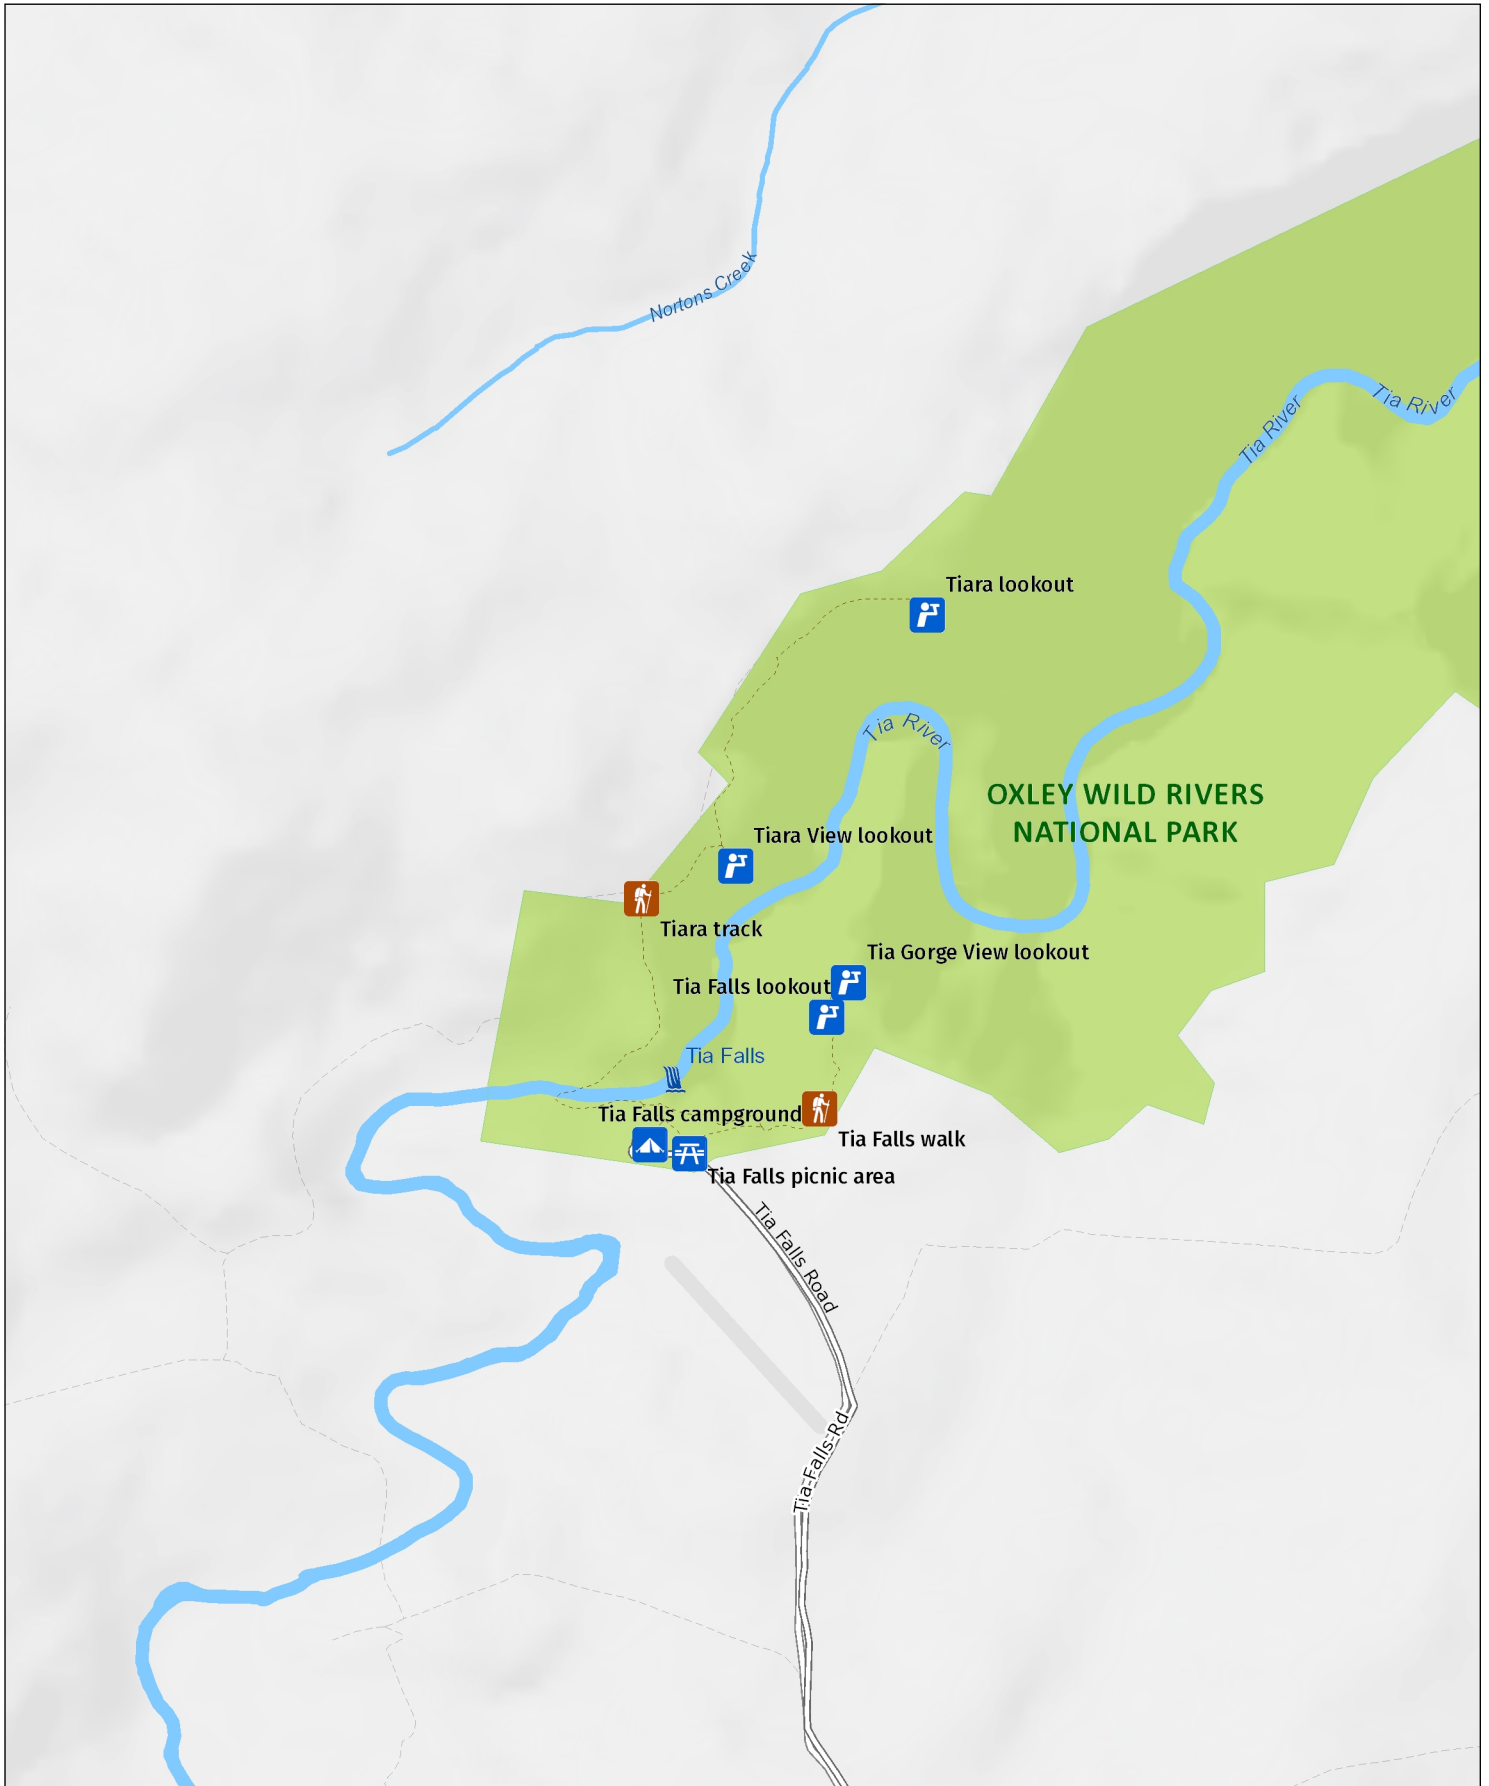 Nortons Creek
Tia River
Tia River
Tiara lookout
Tia River
OXLEY WILD RIVERS
NATIONAL PARK
Tiara View lookout
Tiara track
Tia Gorge View lookout
Tia Falls lookout
Tia Falls
Tia Falls campground
Tia Falls walk
Tia Falls picnic area
Tia Falls Road
Tia-Falls-Rd